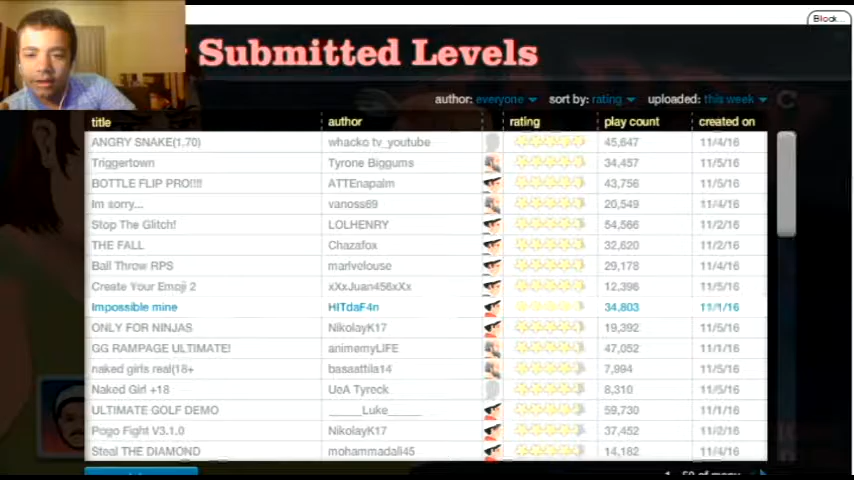 Block...
Submitted Levels
author: everyone sort by: rating uploaded: this week
title author rating play count created on
ANGRY SNAKE(1.70) whacko tv_youtube 45,647 11/4/16
Triggertown Tyrone Biggums 34,457 11/5/16
BOTTLE FLIP PRO!!!! ATTEnapalm 43,756 11/5/16
Im sorry... vanoss69 20,549 11/4/16
Stop The Glitch! LOLHENRY 54,566 11/2/16
THE FALL Chazafox 32,620 11/2/16
Ball Throw RPS marlvelouse 29,178 11/4/16
Create Your Emoji 2 xXxJuan456xXx 12,396 11/5/16
Impossible mine HITdaF4n 34,803 11/1/16
ONLY FOR NINJAS NikolayK17 19,392 11/5/16
GG RAMPAGE ULTIMATE! animemyLIFE 47,052 11/1/16
naked girls real(18+ basaattila14 7,994 11/5/16
Naked Girl +18 UeA Tyreck 8,310 11/5/16
ULTIMATE GOLF DEMO _____Luke______ 59,730 11/1/16
Pogo Fight V3.1.0 NikolayK17 37,452 11/2/16
Steal THE DIAMOND mohammadali45 14,182 11/4/16